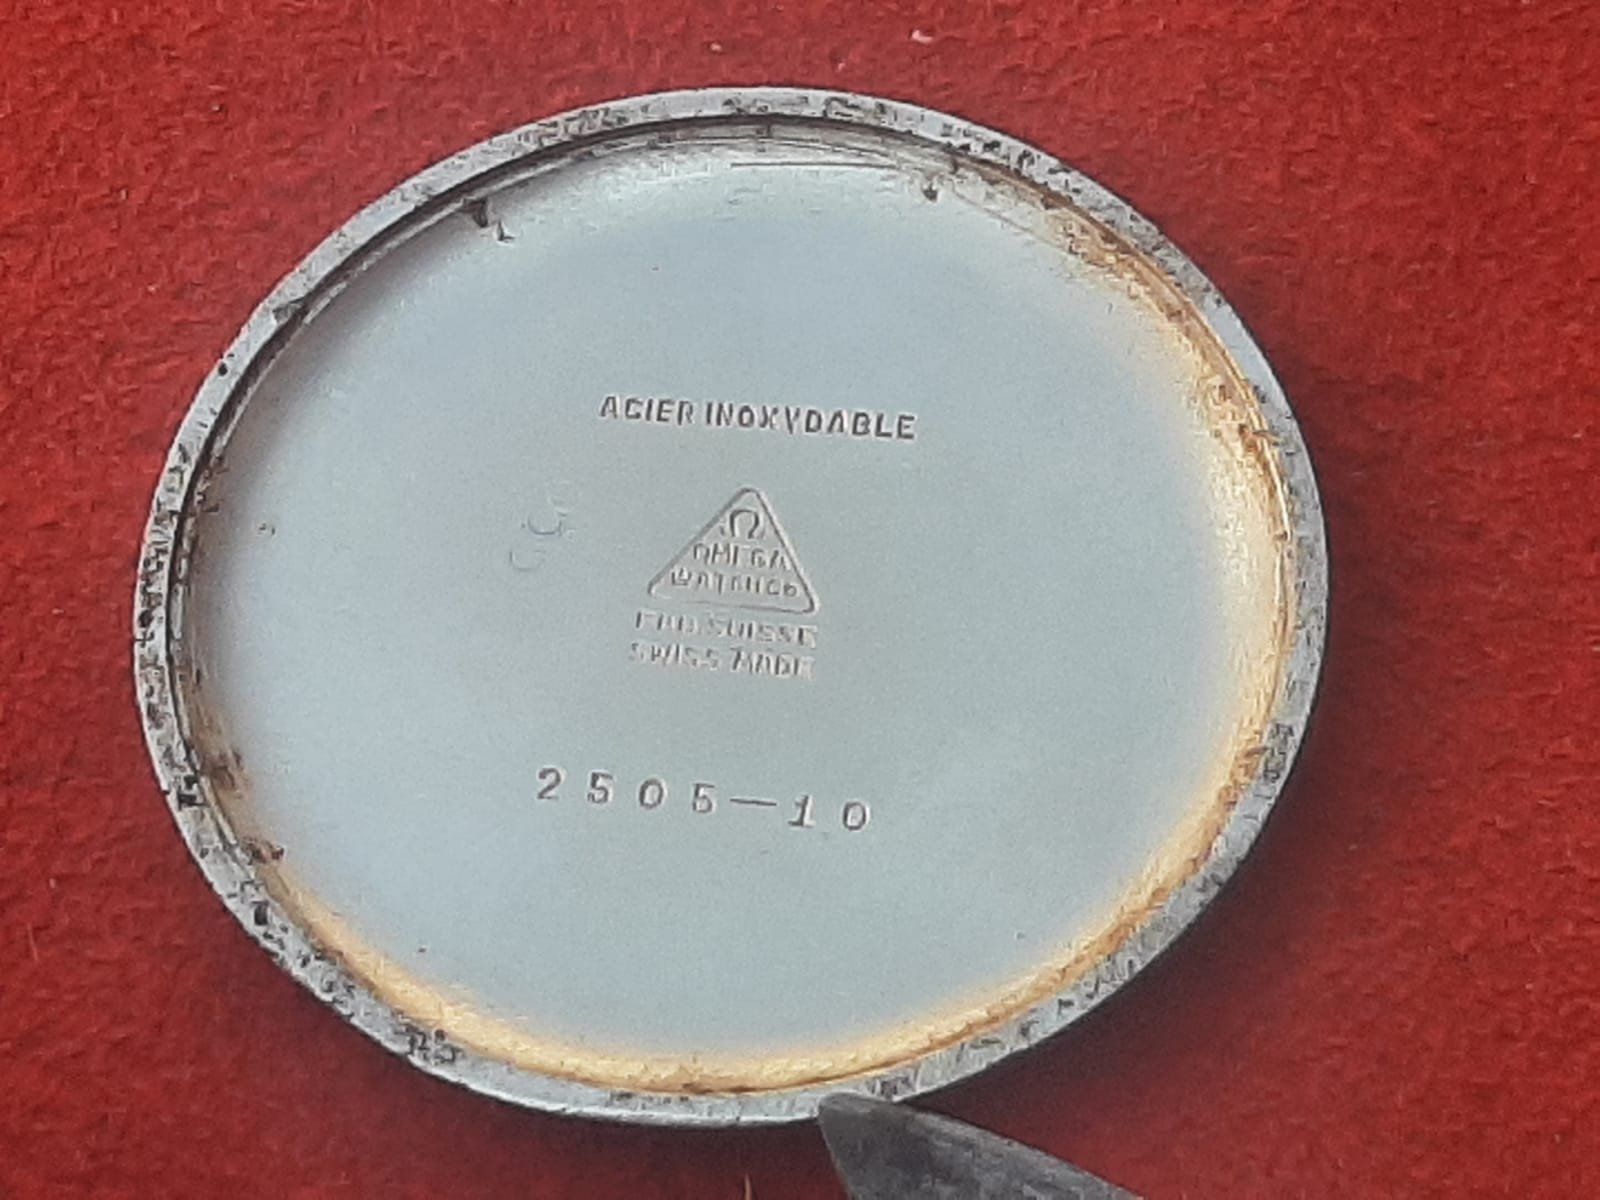 ACIER INOXYDABLE
Ω
OMEGA
WATCH Co
FAB. SUISSE
SWISS MADE
2505-10